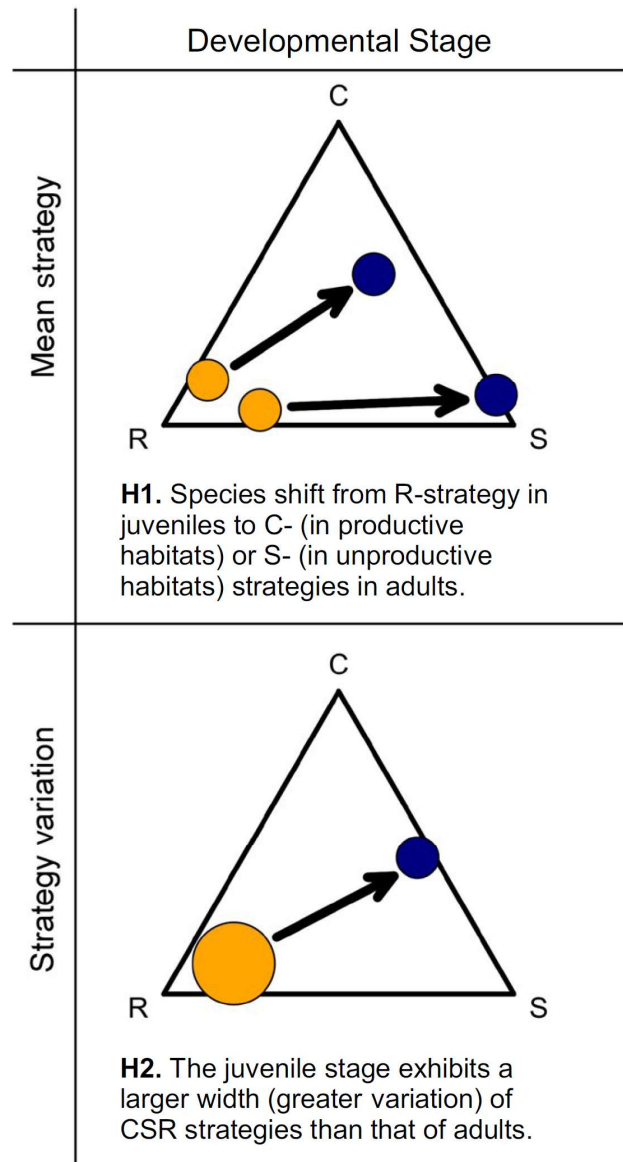 Developmental Stage
Mean strategy
C
R
S
H1. Species shift from R-strategy in
juveniles to C- (in productive
habitats) or S- (in unproductive
habitats) strategies in adults.
Strategy variation
C
R
S
H2. The juvenile stage exhibits a
larger width (greater variation) of
CSR strategies than that of adults.